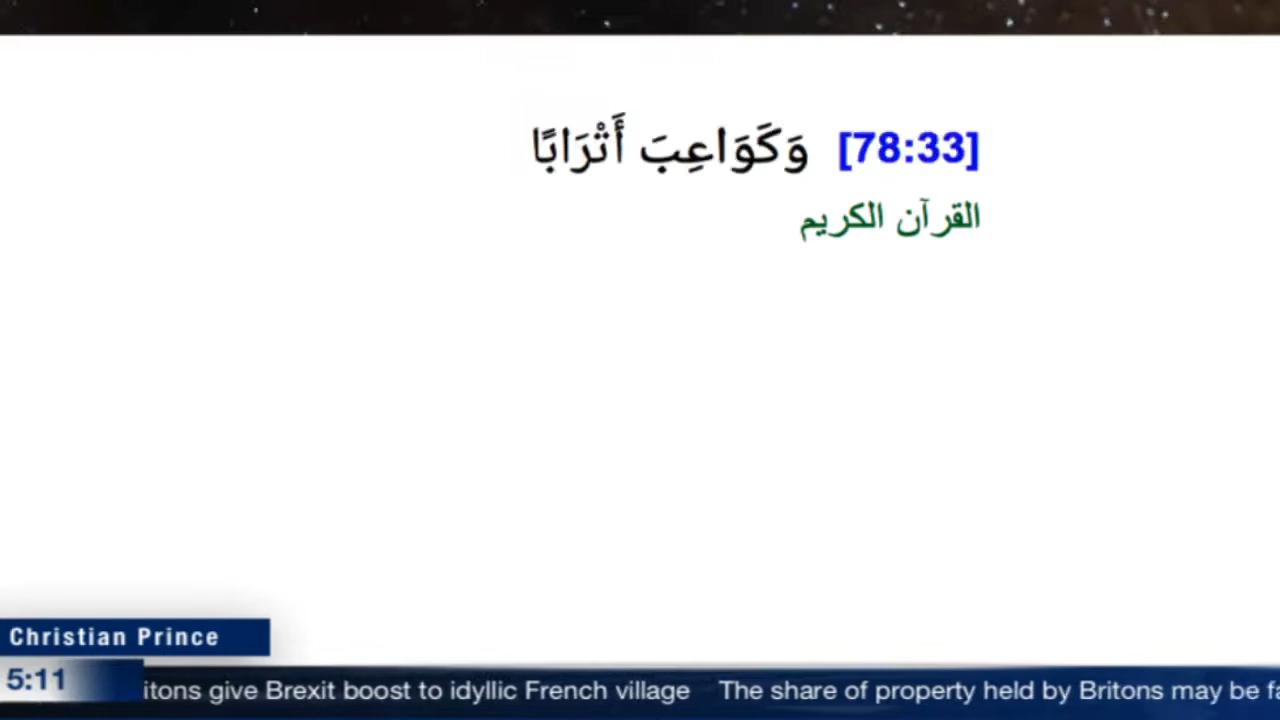 [78:33] وَكَوَاعِبَ أَتْرَابًا
القرآن الكريم
Christian Prince
5:11
itons give Brexit boost to idyllic French village The share of property held by Britons may be fa